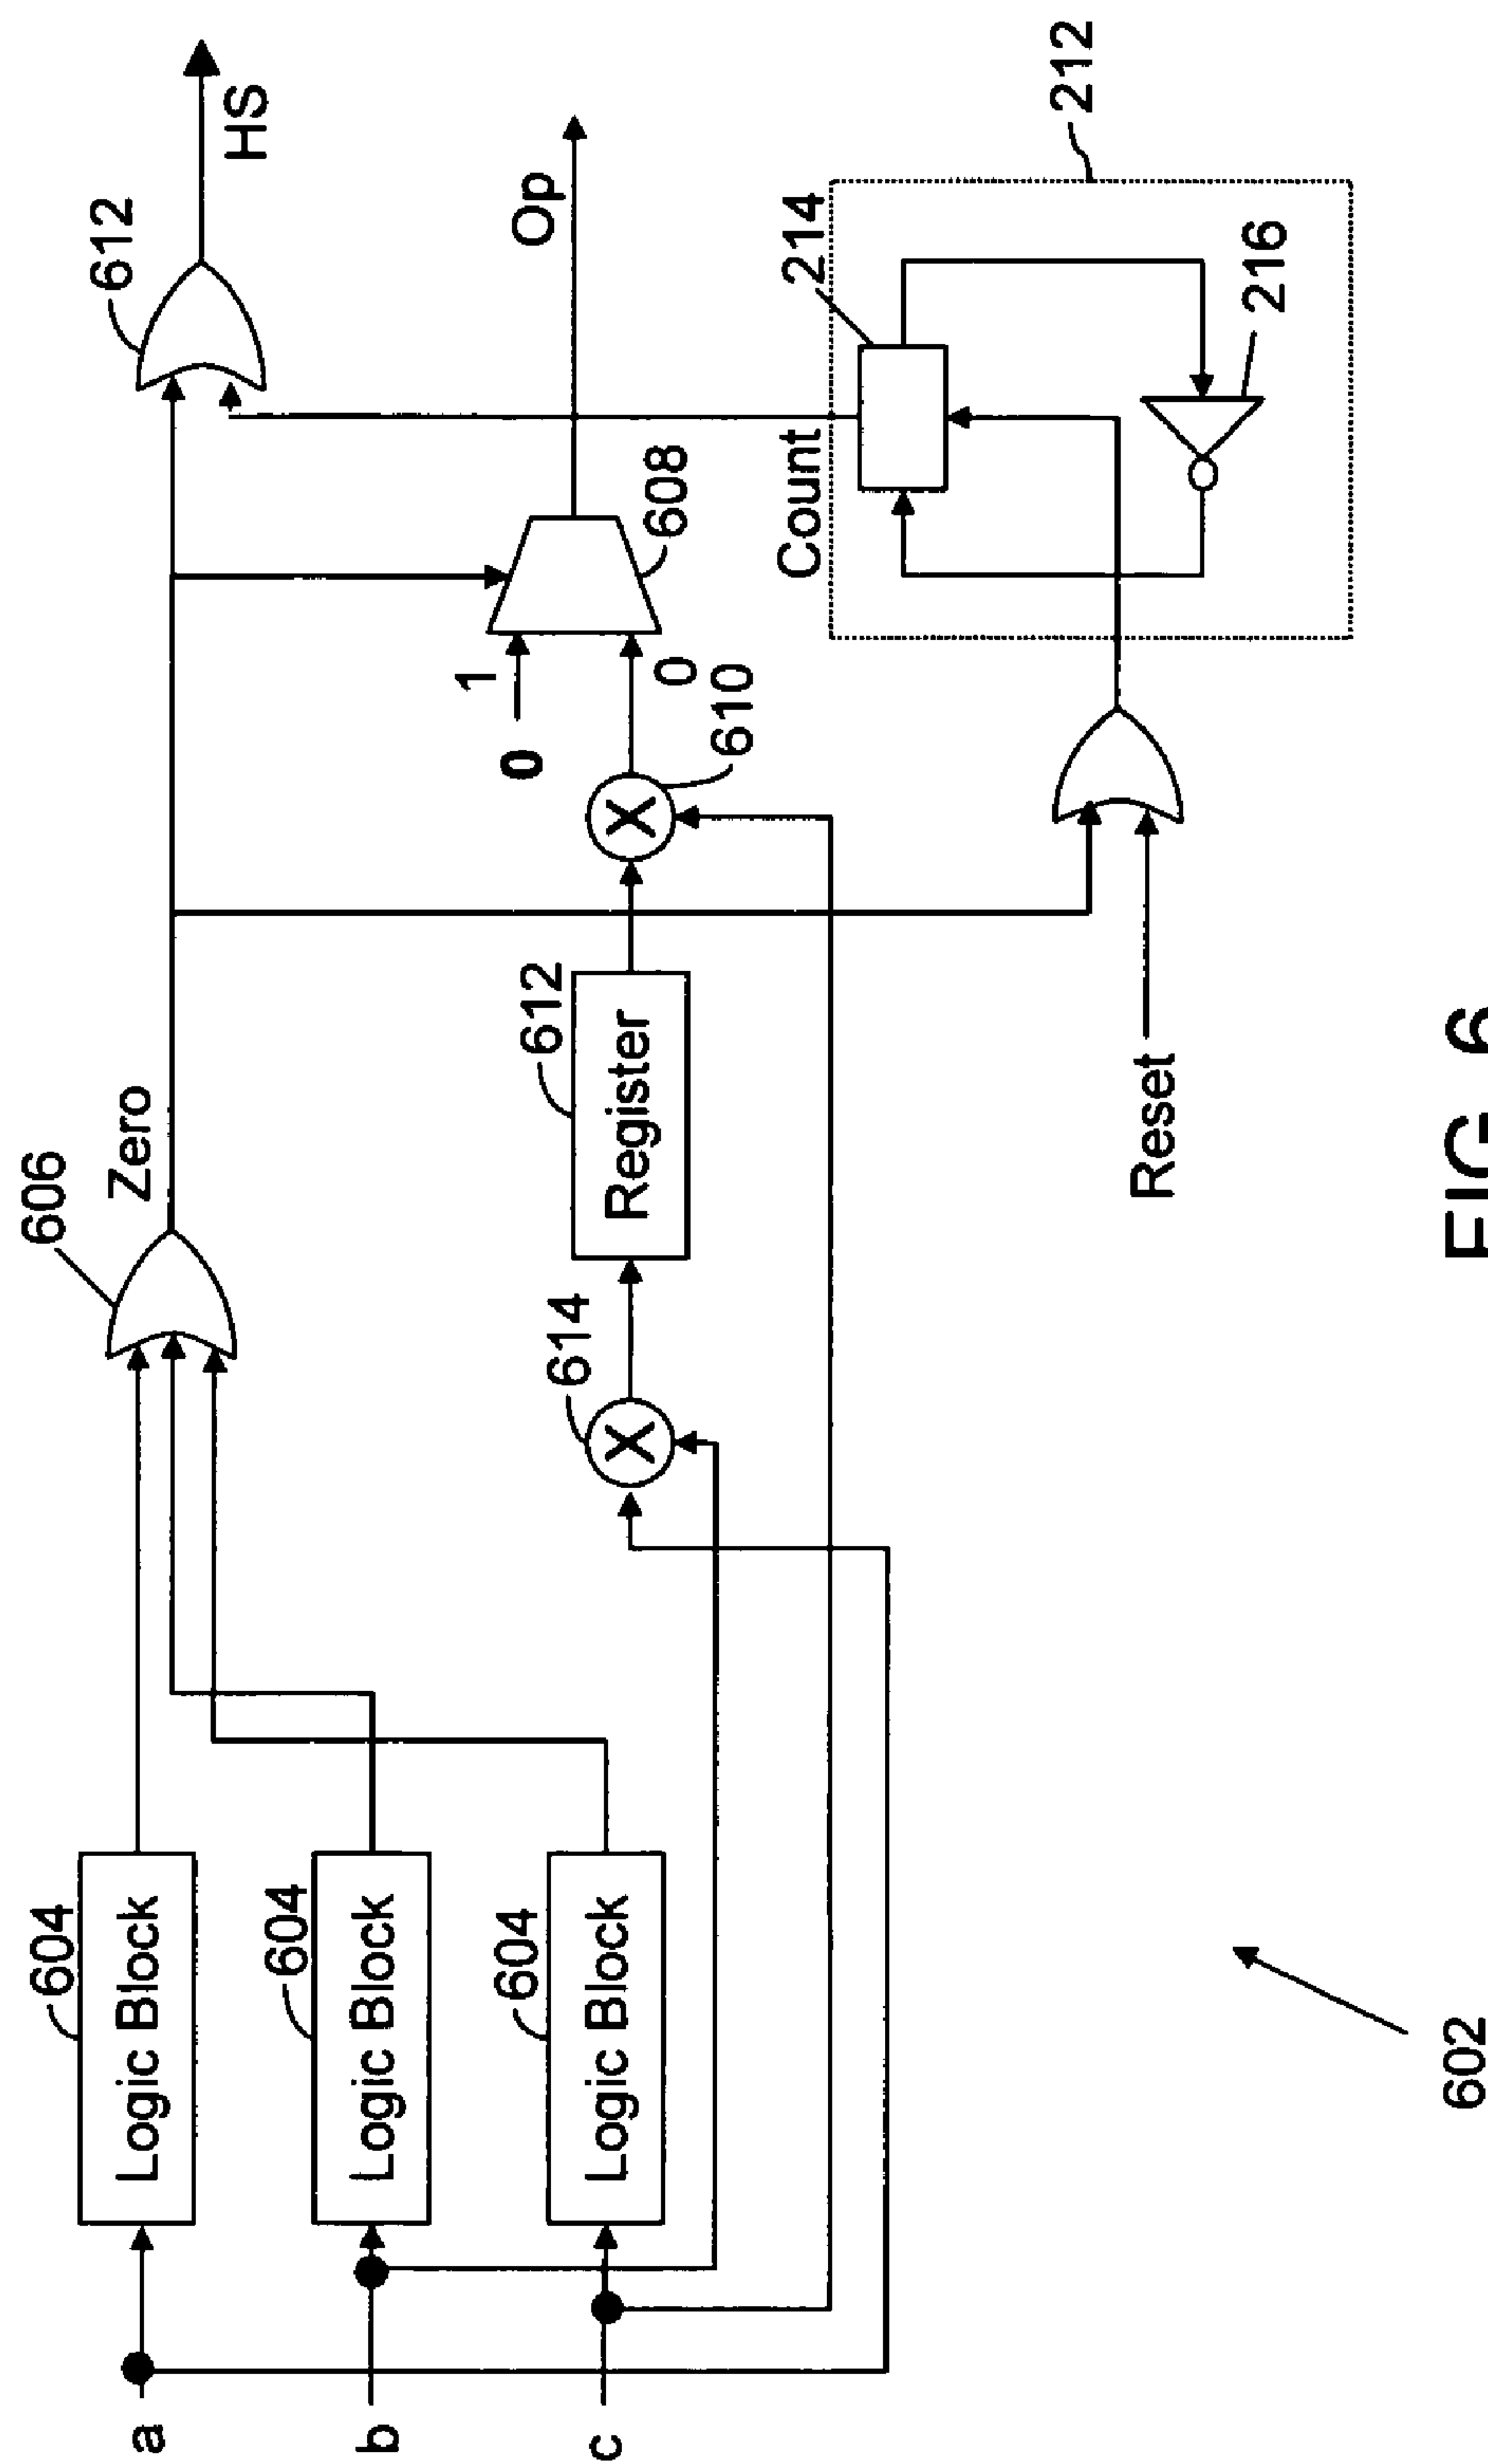 a
b
c
604
Logic Block
604
Logic Block
604
Logic Block
606
Zero
614
612
Register
610
0
1
0
608
Op
612
HS
Reset
Count
214
216
212
602
FIG. 6